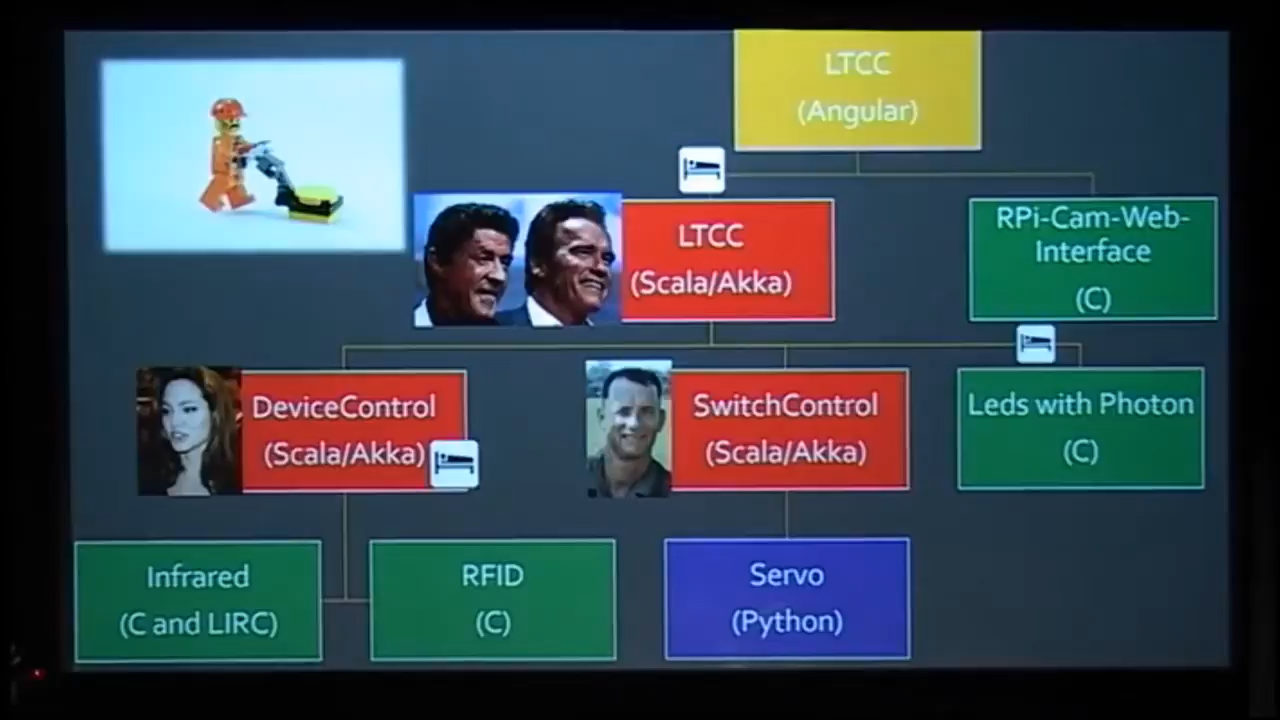 LTCC
(Angular)
LTCC
(Scala/Akka)
RPi-Cam-Web-
Interface
(C)
DeviceControl
(Scala/Akka)
SwitchControl
(Scala/Akka)
Leds with Photon
(C)
Infrared
(C and LIRC)
RFID
(C)
Servo
(Python)